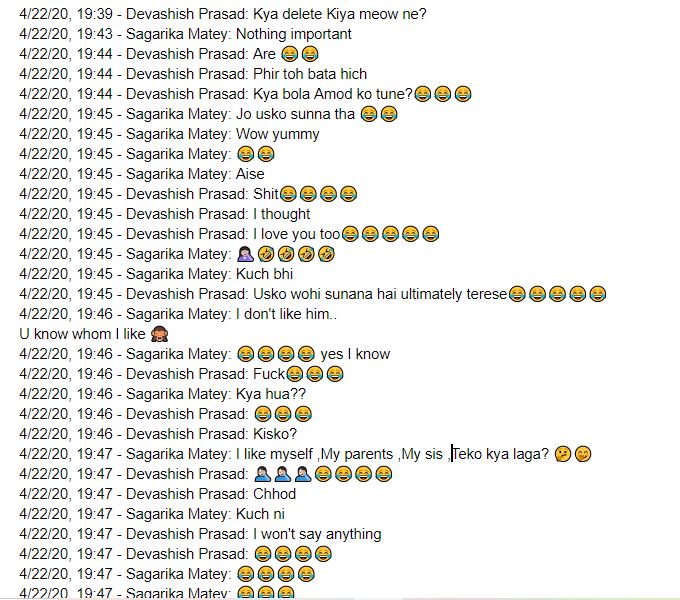 4/22/20, 19:39 - Devashish Prasad: Kya delete Kiya meow ne?
4/22/20, 19:43 - Sagarika Matey: Nothing important
4/22/20, 19:44 - Devashish Prasad: Are 😂😂
4/22/20, 19:44 - Devashish Prasad: Phir toh bata hich
4/22/20, 19:44 - Devashish Prasad: Kya bola Amod ko tune?😂😂😂
4/22/20, 19:45 - Sagarika Matey: Jo usko sunna tha 😂😂
4/22/20, 19:45 - Sagarika Matey: Wow yummy
4/22/20, 19:45 - Sagarika Matey: 😂😂
4/22/20, 19:45 - Sagarika Matey: Aise
4/22/20, 19:45 - Devashish Prasad: Shit😂😂😂😂
4/22/20, 19:45 - Devashish Prasad: I thought
4/22/20, 19:45 - Devashish Prasad: I love you too😂😂😂😂😂
4/22/20, 19:45 - Sagarika Matey: 🤦🏻‍♀️🤣🤣🤣🤣
4/22/20, 19:45 - Sagarika Matey: Kuch bhi
4/22/20, 19:45 - Devashish Prasad: Usko wohi sunana hai ultimately terese😂😂😂😂😂
4/22/20, 19:46 - Sagarika Matey: I don't like him..
U know whom I like 🙈
4/22/20, 19:46 - Sagarika Matey: 😂😂😂😂 yes I know
4/22/20, 19:46 - Devashish Prasad: Fuck😂😂😂
4/22/20, 19:46 - Sagarika Matey: Kya hua??
4/22/20, 19:46 - Devashish Prasad: 😂😂😂
4/22/20, 19:46 - Devashish Prasad: Kisko?
4/22/20, 19:47 - Sagarika Matey: I like myself ,My parents ,My sis ,Teko kya laga? 🤔🤭
4/22/20, 19:47 - Devashish Prasad: 🤦🏻‍♂️🤦🏻‍♂️🤦🏻‍♂️😂😂😂😂
4/22/20, 19:47 - Devashish Prasad: Chhod
4/22/20, 19:47 - Sagarika Matey: Kuch ni
4/22/20, 19:47 - Devashish Prasad: I won't say anything
4/22/20, 19:47 - Devashish Prasad: 😂😂😂😂
4/22/20, 19:47 - Sagarika Matey: 😂😂😂😂
4/22/20, 19:47 - Sagarika Matey: 😂😂😂